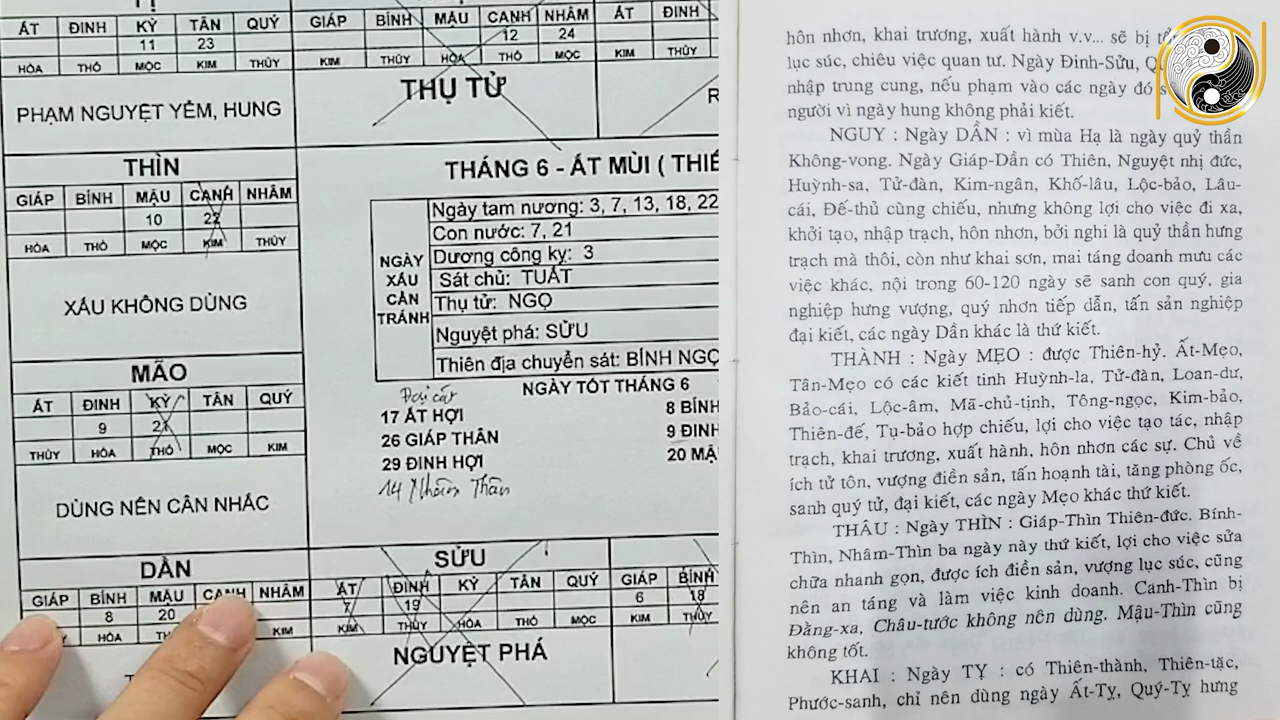 TỊ
ẤT ĐINH KỶ TÂN QUÝ
11 23
HỎA THỔ MỘC KIM THỦY
PHẠM NGUYỆT YỂM, HUNG
GIÁP BÍNH MẬU CANH NHÂM
12 24
KIM THỦY HỎA THỔ MỘC
THỤ TỬ
ẤT ĐINH
KIM THỦY
THÌN
GIÁP BÍNH MẬU CANH NHÂM
10 22
HỎA THỔ MỘC KIM THỦY
XẤU KHÔNG DÙNG
MÃO
ẤT ĐINH KỶ TÂN QUÝ
9 21
THỦY HỎA THỔ MỘC KIM
DÙNG NÊN CÂN NHẮC
DẦN
GIÁP BÍNH MẬU CANH NHÂM
8 20
HỎA KIM
THÁNG 6 - ẤT MÙI ( THIẾ
NGÀY
XẤU
CẦN
TRÁNH
Ngày tam nương: 3, 7, 13, 18, 22
Con nước: 7, 21
Dương công kỵ: 3
Sát chủ: TUẤT
Thụ tử: NGỌ
Nguyệt phá: SỬU
Thiên địa chuyển sát: BÍNH NGỌ
NGÀY TỐT THÁNG 6
Đại cát
17 ẤT HỢI
26 GIÁP THÂN
29 ĐINH HỢI
14 Nhâm Thân
8 BÍNH
9 ĐINH
20 MẬ
SỬU
ẤT ĐINH KỶ TÂN QUÝ
7 19
KIM THỦY HỎA THỔ MỘC
NGUYỆT PHÁ
GIÁP BÍNH
6 18
KIM THỦY
hôn nhơn, khai trương, xuất hành v.v... sẽ bị
lục súc, chiêu việc quan tư. Ngày Đinh-Sửu,
nhập trung cung, nếu phạm vào các ngày đó
người vì ngày hung không phải kiết.
NGUY : Ngày DẦN : vì mùa Hạ là ngày quỷ thần
Không-vong. Ngày Giáp-Dần có Thiên, Nguyệt nhị đức,
Huỳnh-sa, Tử-đàn, Kim-ngân, Khố-lâu, Lộc-bảo, Lâu-
cái, Đế-thủ cùng chiếu, nhưng không lợi cho việc đi xa,
khởi tạo, nhập trạch, hôn nhơn, bởi nghi là quỷ thần hưng
trạch mà thôi, còn như khai sơn, mai táng doanh mưu các
việc khác, nội trong 60-120 ngày sẽ sanh con quý, gia
nghiệp hưng vượng, quý nhơn tiếp dẫn, tấn sản nghiệp
đại kiết, các ngày Dần khác là thứ kiết.
THÀNH : Ngày MẸO : được Thiên-hỷ. Ất-Mẹo,
Tân-Mẹo có các kiết tinh Huỳnh-la, Tử-đàn, Loan-dư,
Bảo-cái, Lộc-âm, Mã-chủ-tịnh, Tông-ngọc, Kim-bảo,
Thiên-đế, Tụ-bảo hợp chiếu, lợi cho việc tạo tác, nhập
trạch, khai trương, xuất hành, hôn nhơn các sự. Chủ về
ích tử tôn, vượng điền sản, tấn hoạnh tài, tăng phòng ốc,
sanh quý tử, đại kiết, các ngày Mẹo khác thứ kiết.
THÂU : Ngày THÌN : Giáp-Thìn Thiên-đức. Bính-
Thìn, Nhâm-Thìn ba ngày này thứ kiết, lợi cho việc sửa
chữa nhanh gọn, được ích điền sản, vượng lục súc, cũng
nên an táng và làm việc kinh doanh. Canh-Thìn bị
Đằng-xa, Châu-tước không nên dùng. Mậu-Thìn cũng
không tốt.
KHAI : Ngày TỴ : có Thiên-thành, Thiên-tặc,
Phước-sanh, chỉ nên dùng ngày Ất-Tỵ, Quý-Tỵ hưng